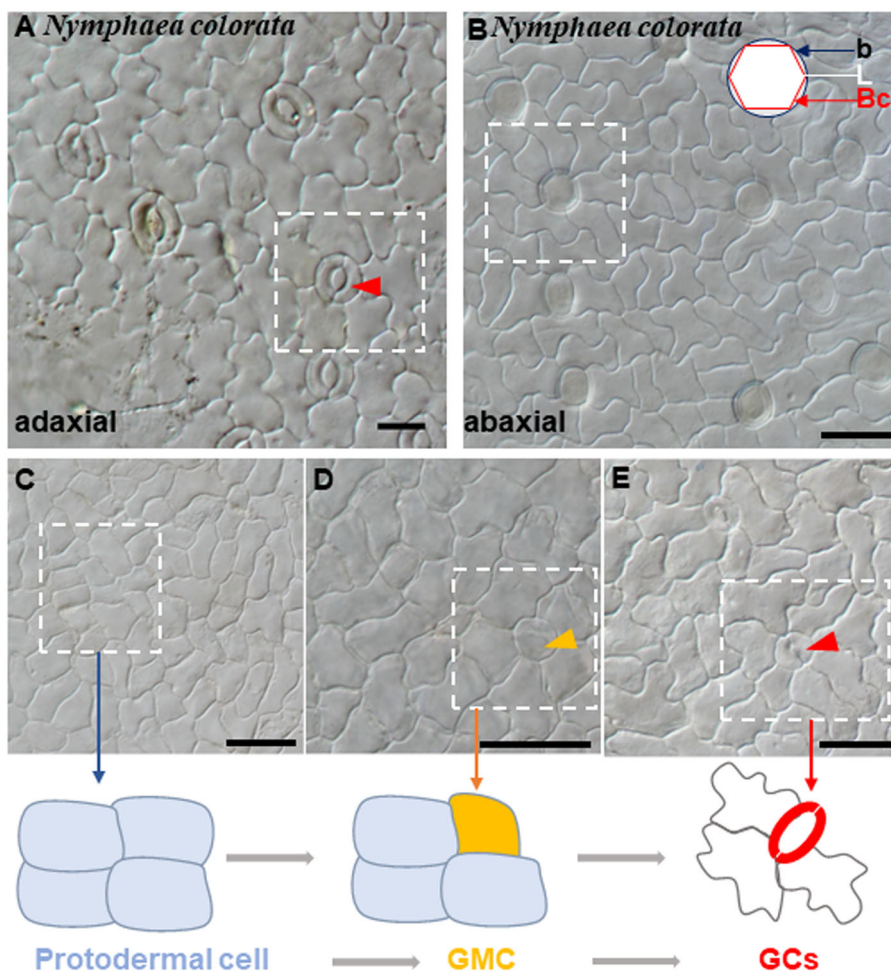 A Nymphaea colorata
adaxial
B Nymphaea colorata
b
L
Bc
abaxial
C
D
E
Protodermal cell
GMC
GCs